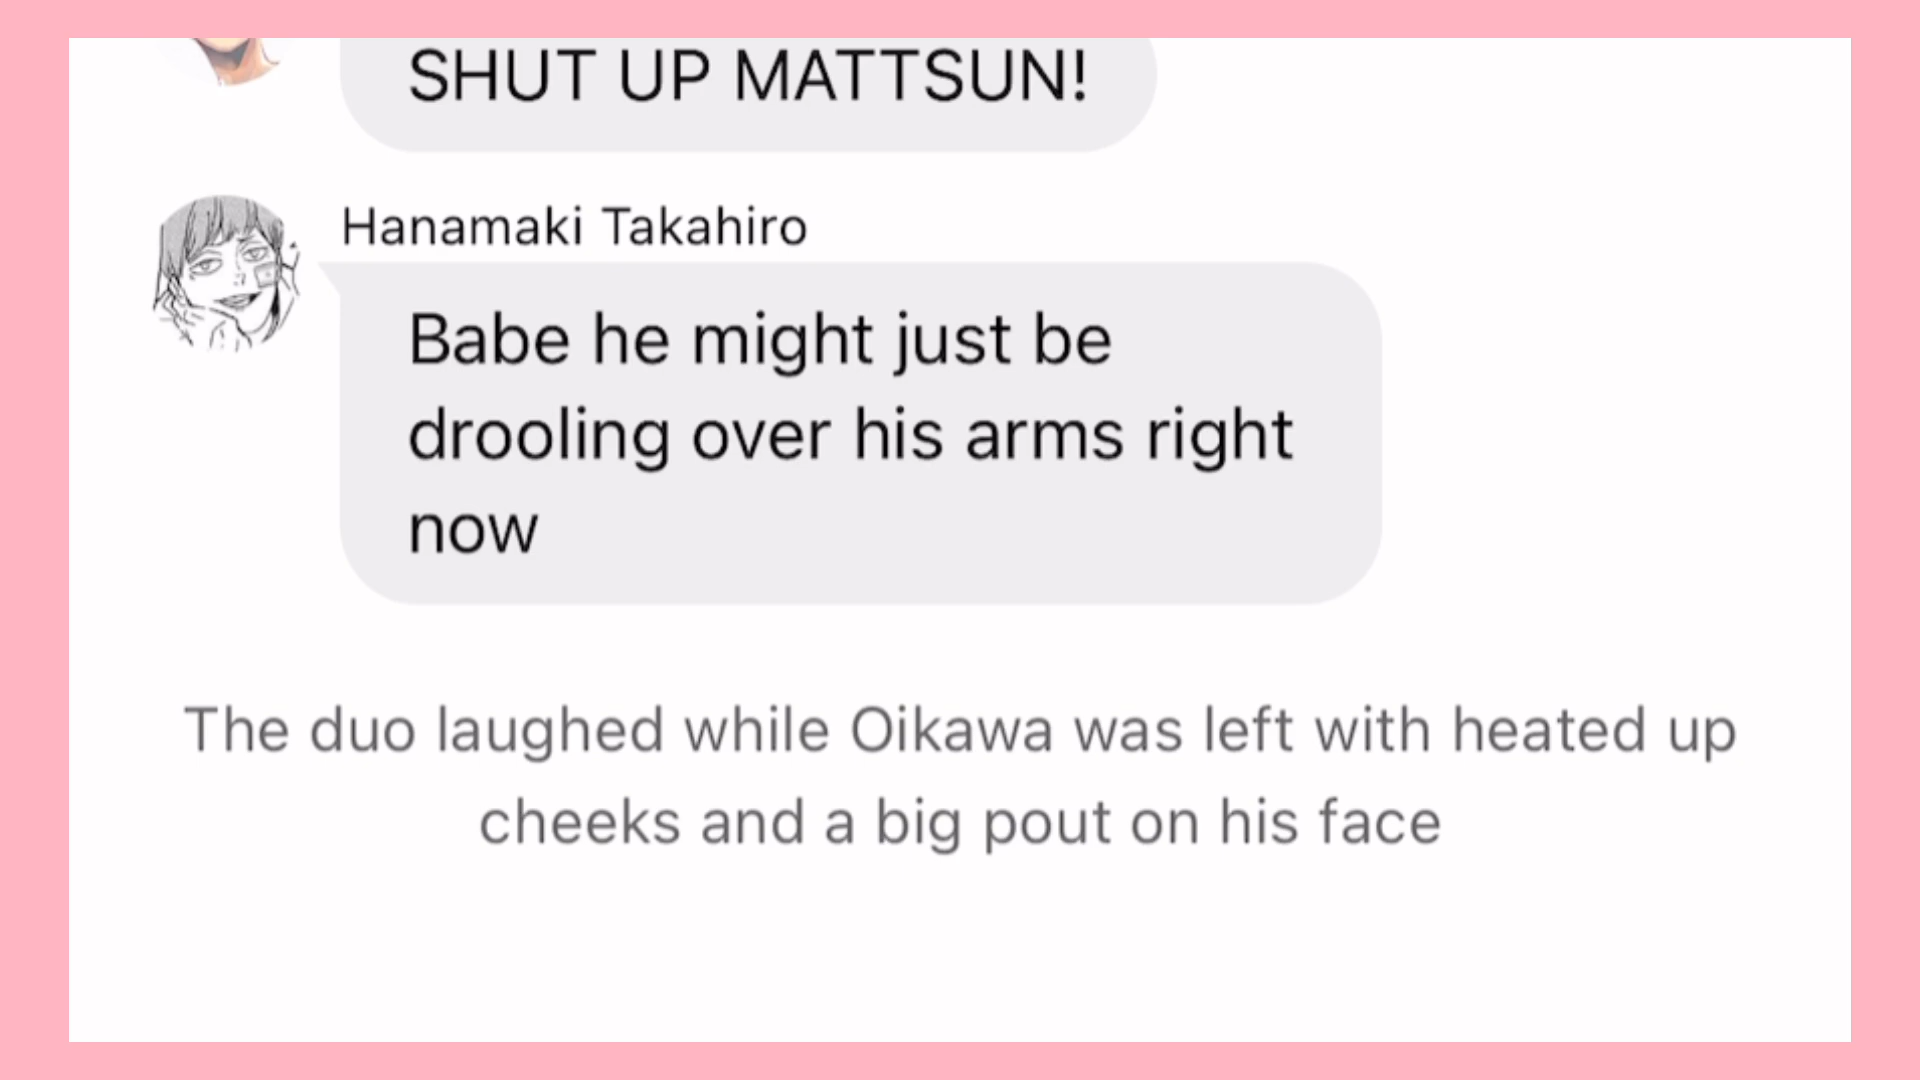 SHUT UP MATTSUN!
Hanamaki Takahiro
Babe he might just be
drooling over his arms right
now
The duo laughed while Oikawa was left with heated up
cheeks and a big pout on his face